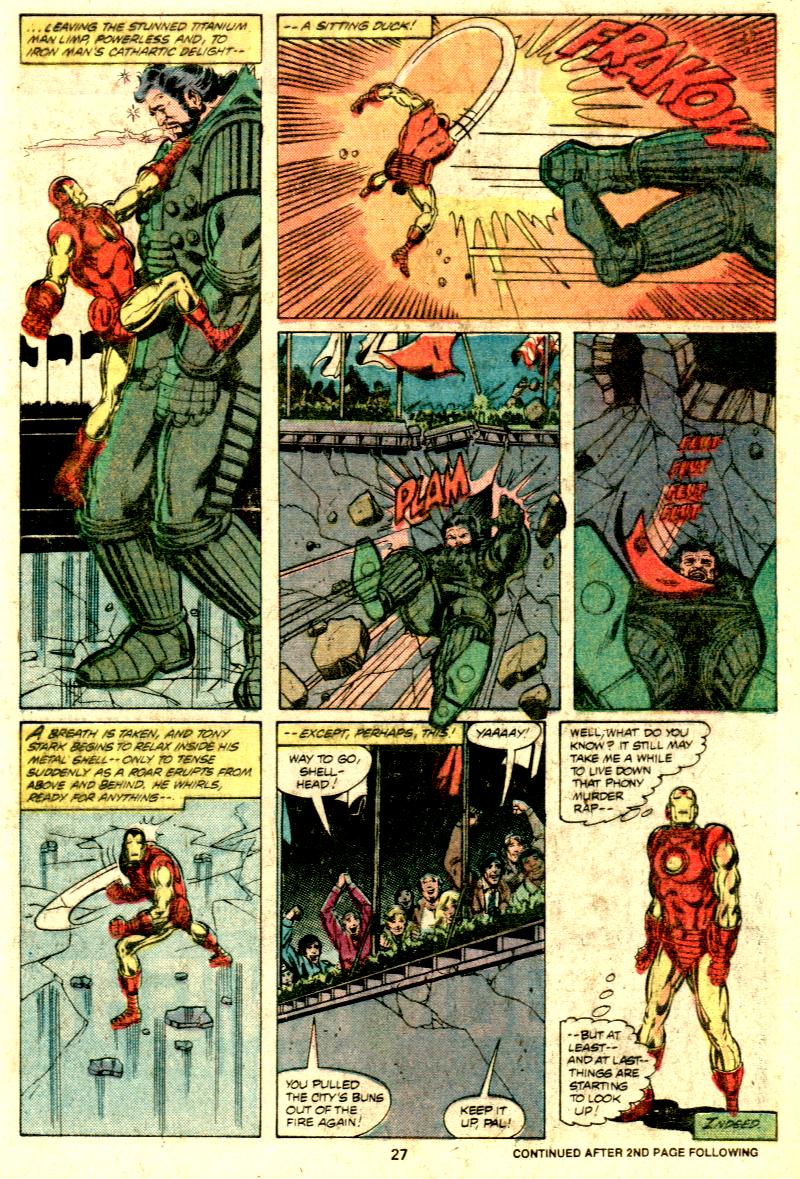 ...LEAVING THE STUNNED TITANIUM
MAN LIMP, POWERLESS AND, TO
IRON MAN'S CATHARTIC DELIGHT--
-- A SITTING DUCK!
FRAKOW
PLAM
FLUT
FLUT
FLUT
FLUT
A BREATH IS TAKEN, AND TONY
STARK BEGINS TO RELAX INSIDE HIS
METAL SHELL-- ONLY TO TENSE
SUDDENLY AS A ROAR ERUPTS FROM
ABOVE AND BEHIND. HE WHIRLS,
READY FOR ANYTHING--
-- EXCEPT, PERHAPS, THIS!
WAY TO GO,
SHELL-
HEAD!
YAAAAY!
YOU PULLED
THE CITY'S BUNS
OUT OF THE
FIRE AGAIN!
KEEP IT
UP, PAL!
WELL, WHAT DO YOU
KNOW? IT STILL MAY
TAKE ME A WHILE
TO LIVE DOWN
THAT PHONY
MURDER
RAP--
--BUT AT
LEAST--
AND AT LAST--
THINGS ARE
STARTING
TO LOOK
UP!
INDEED.
27
CONTINUED AFTER 2ND PAGE FOLLOWING